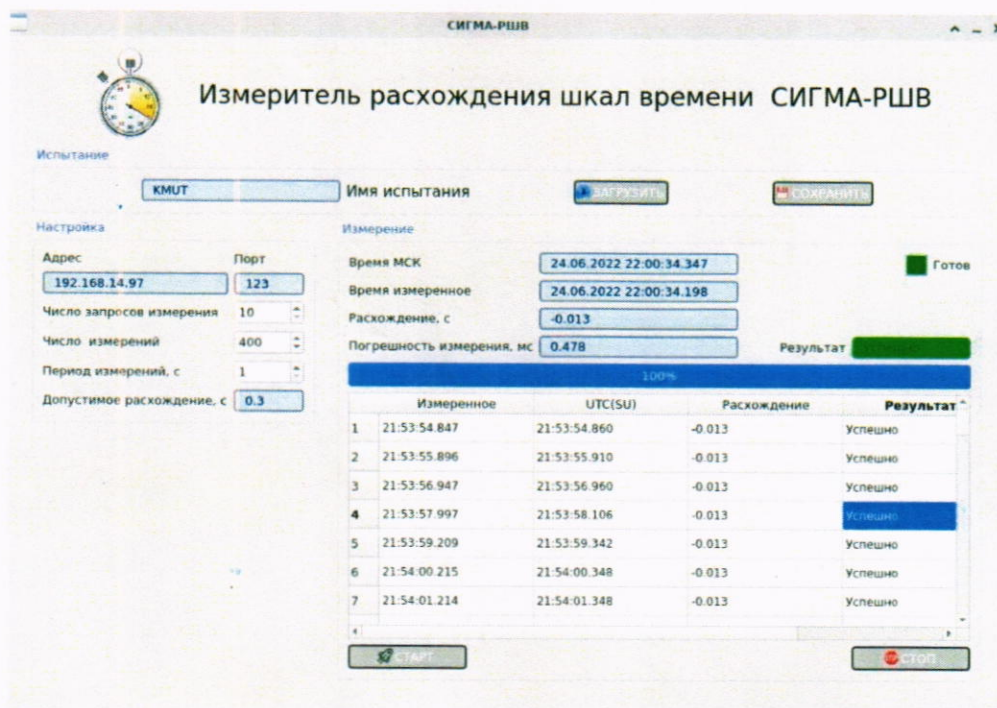 СИГМА-РШВ
Измеритель расхождения шкал времени СИГМА-РШВ
Испытание
KMUT Имя испытания ЗАГРУЗИТЬ СОХРАНИТЬ
Настройка
Адрес Порт
192.168.14.97 123
Число запросов измерения 10
Число измерений 400
Период измерений, с 1
Допустимое расхождение, с 0.3
Измерение
Время МСК 24.06.2022 22:00:34.347 Готов
Время измеренное 24.06.2022 22:00:34.198
Расхождение, с -0.013
Погрешность измерения, мс 0.478 Результат
100%
Измеренное UTC(SU) Расхождение Результат
1 21:53:54.847 21:53:54.860 -0.013 Успешно
2 21:53:55.896 21:53:55.910 -0.013 Успешно
3 21:53:56.947 21:53:56.960 -0.013 Успешно
4 21:53:57.997 21:53:58.106 -0.013 Успешно
5 21:53:59.209 21:53:59.342 -0.013 Успешно
6 21:54:00.215 21:54:00.348 -0.013 Успешно
7 21:54:01.214 21:54:01.348 -0.013 Успешно
СТАРТ СТОП